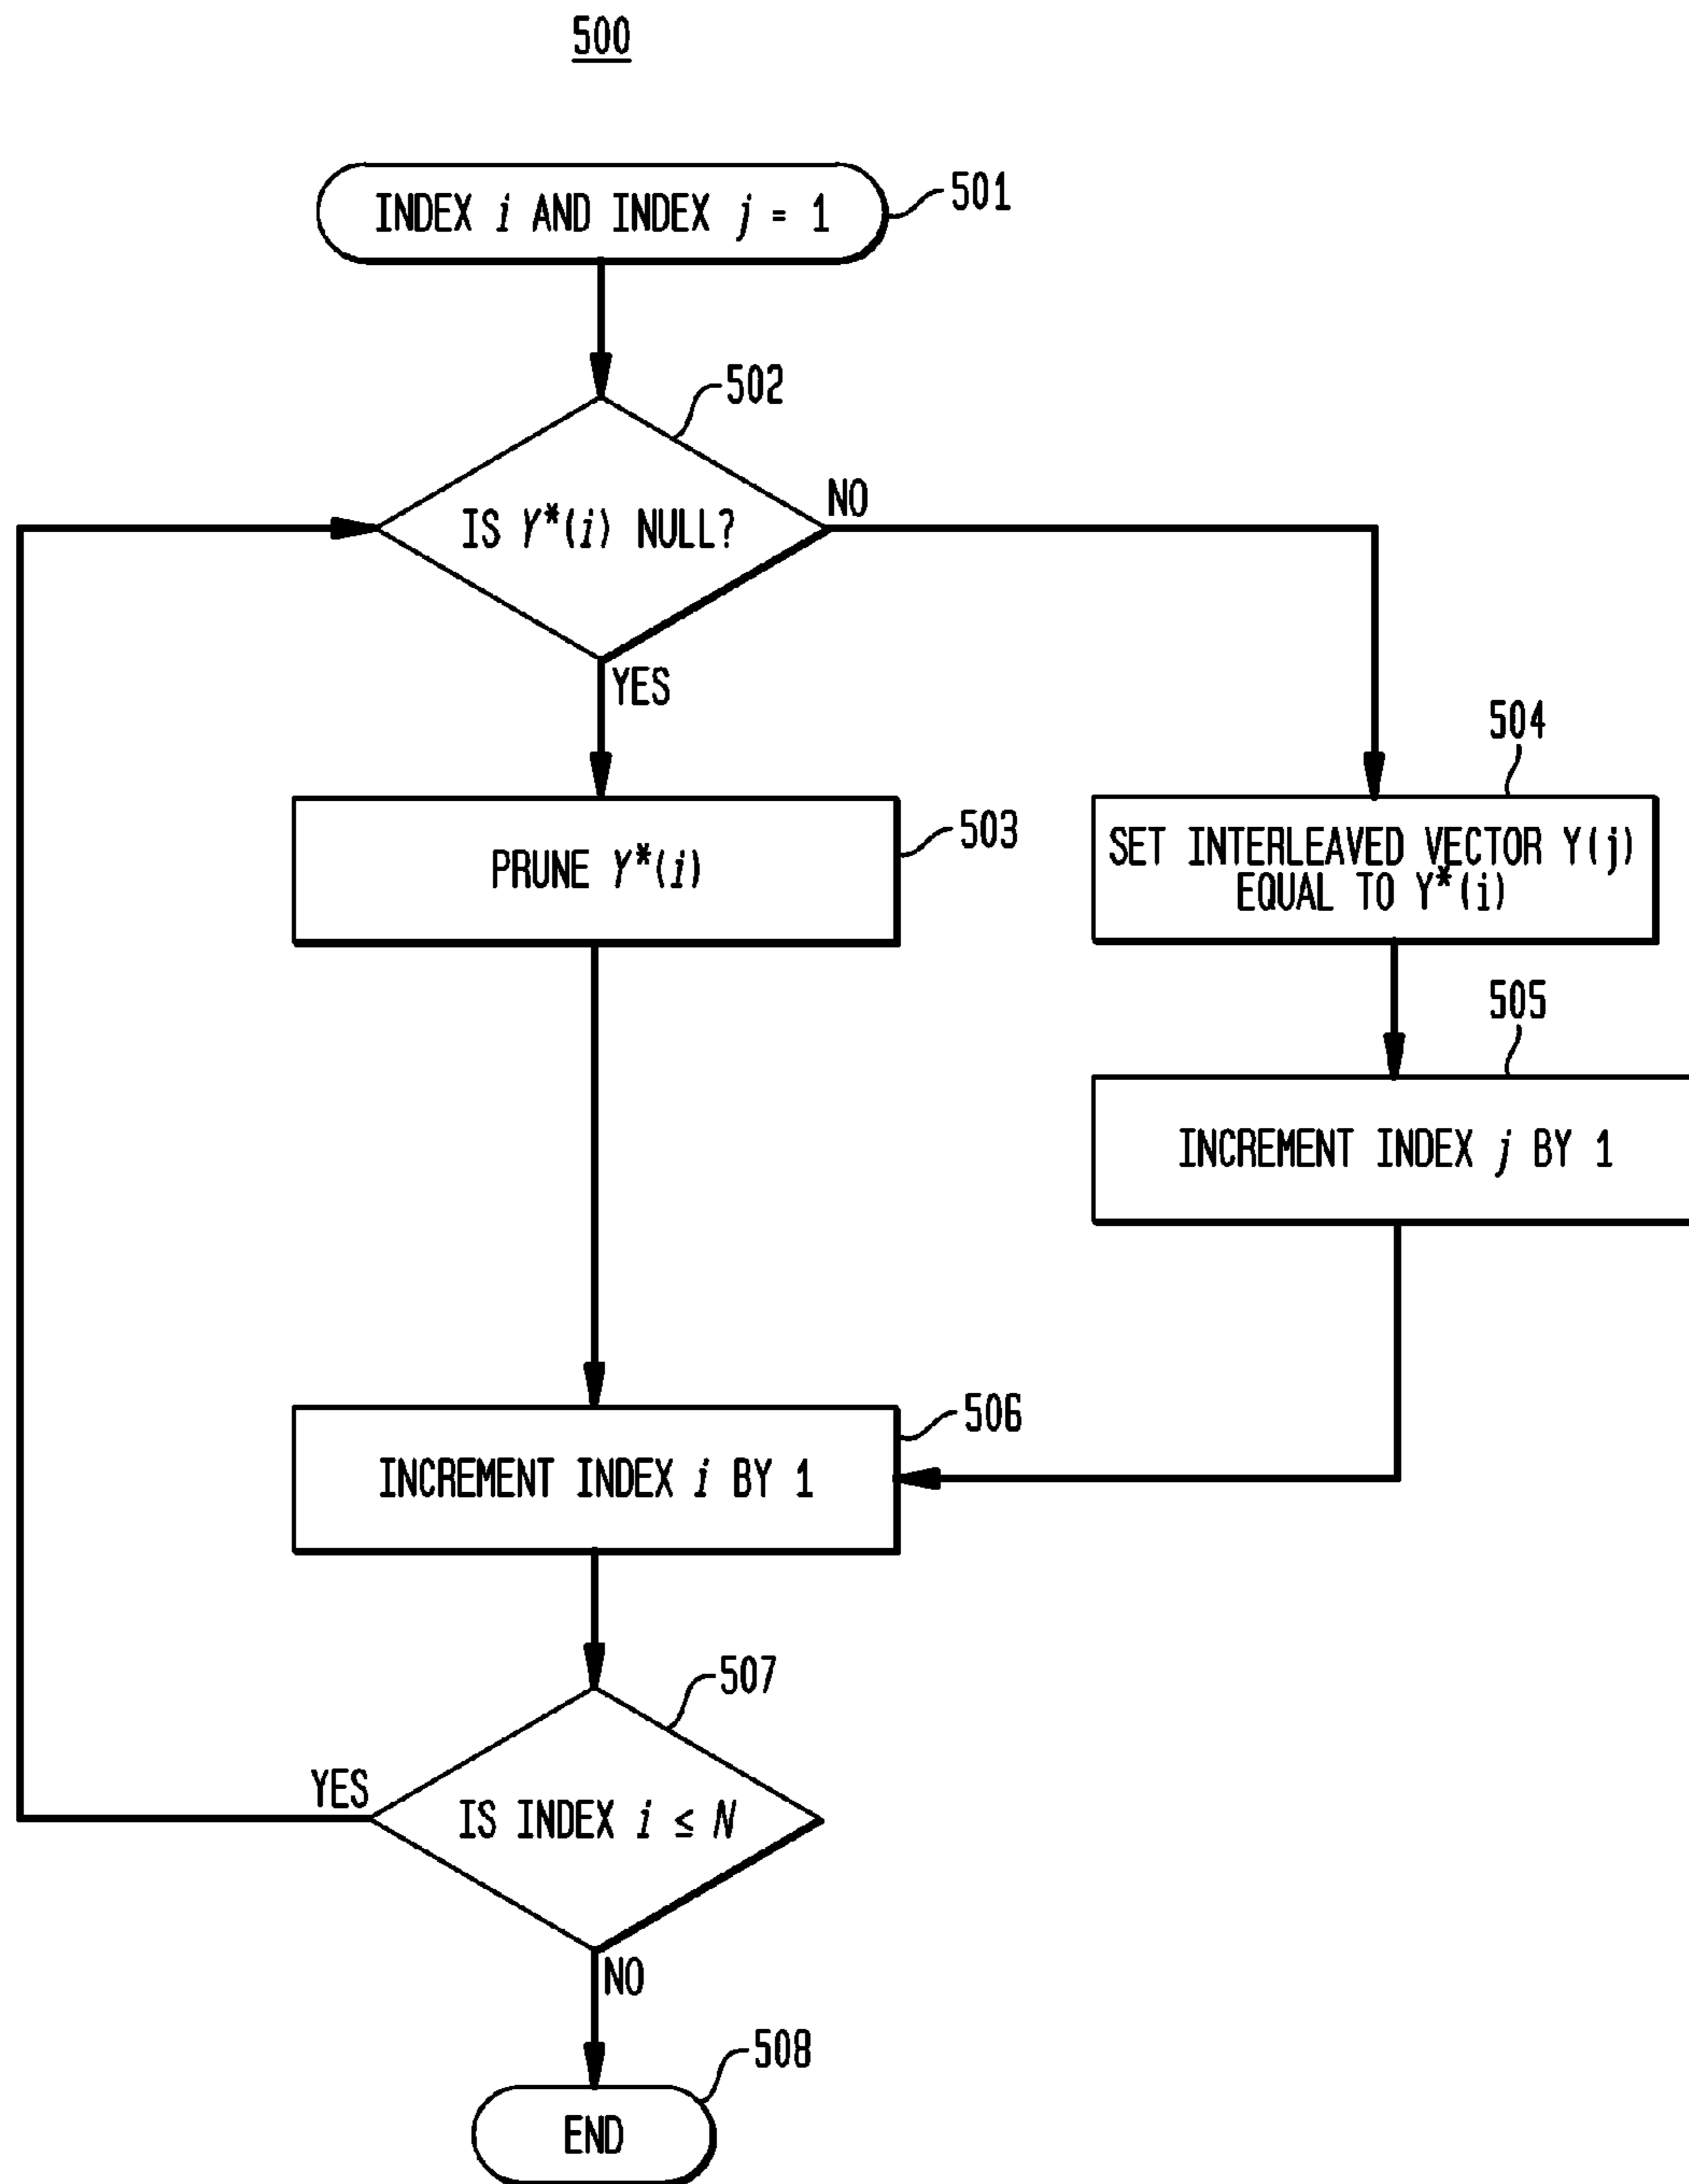 500
INDEX i AND INDEX j = 1
501
502
IS Y*(i) NULL?
NO
YES
504
PRUNE Y*(i)
503
SET INTERLEAVED VECTOR Y(j)
EQUAL TO Y*(i)
505
INCREMENT INDEX j BY 1
506
INCREMENT INDEX i BY 1
507
YES
IS INDEX i ≤ N
NO
508
END